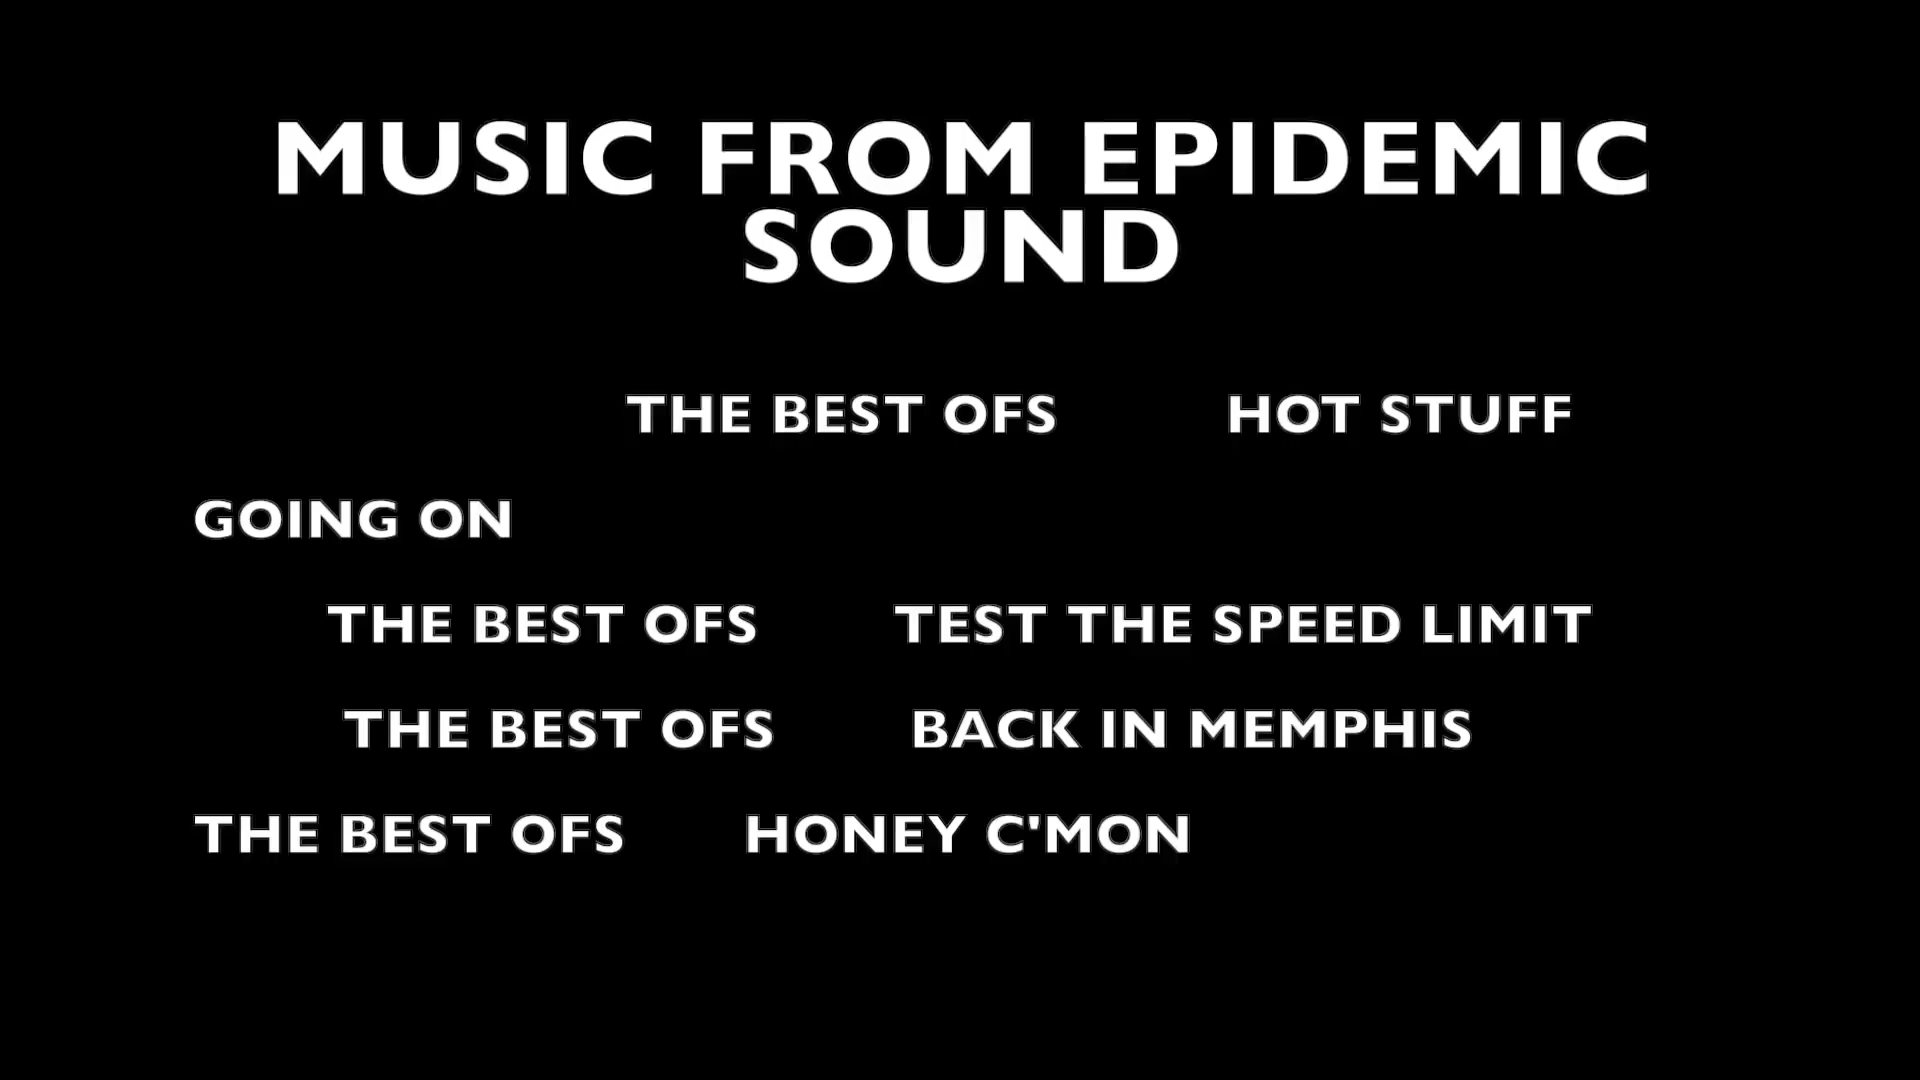 MUSIC FROM EPIDEMIC
SOUND
THE BEST OFS HOT STUFF
GOING ON
THE BEST OFS TEST THE SPEED LIMIT
THE BEST OFS BACK IN MEMPHIS
THE BEST OFS HONEY C'MON